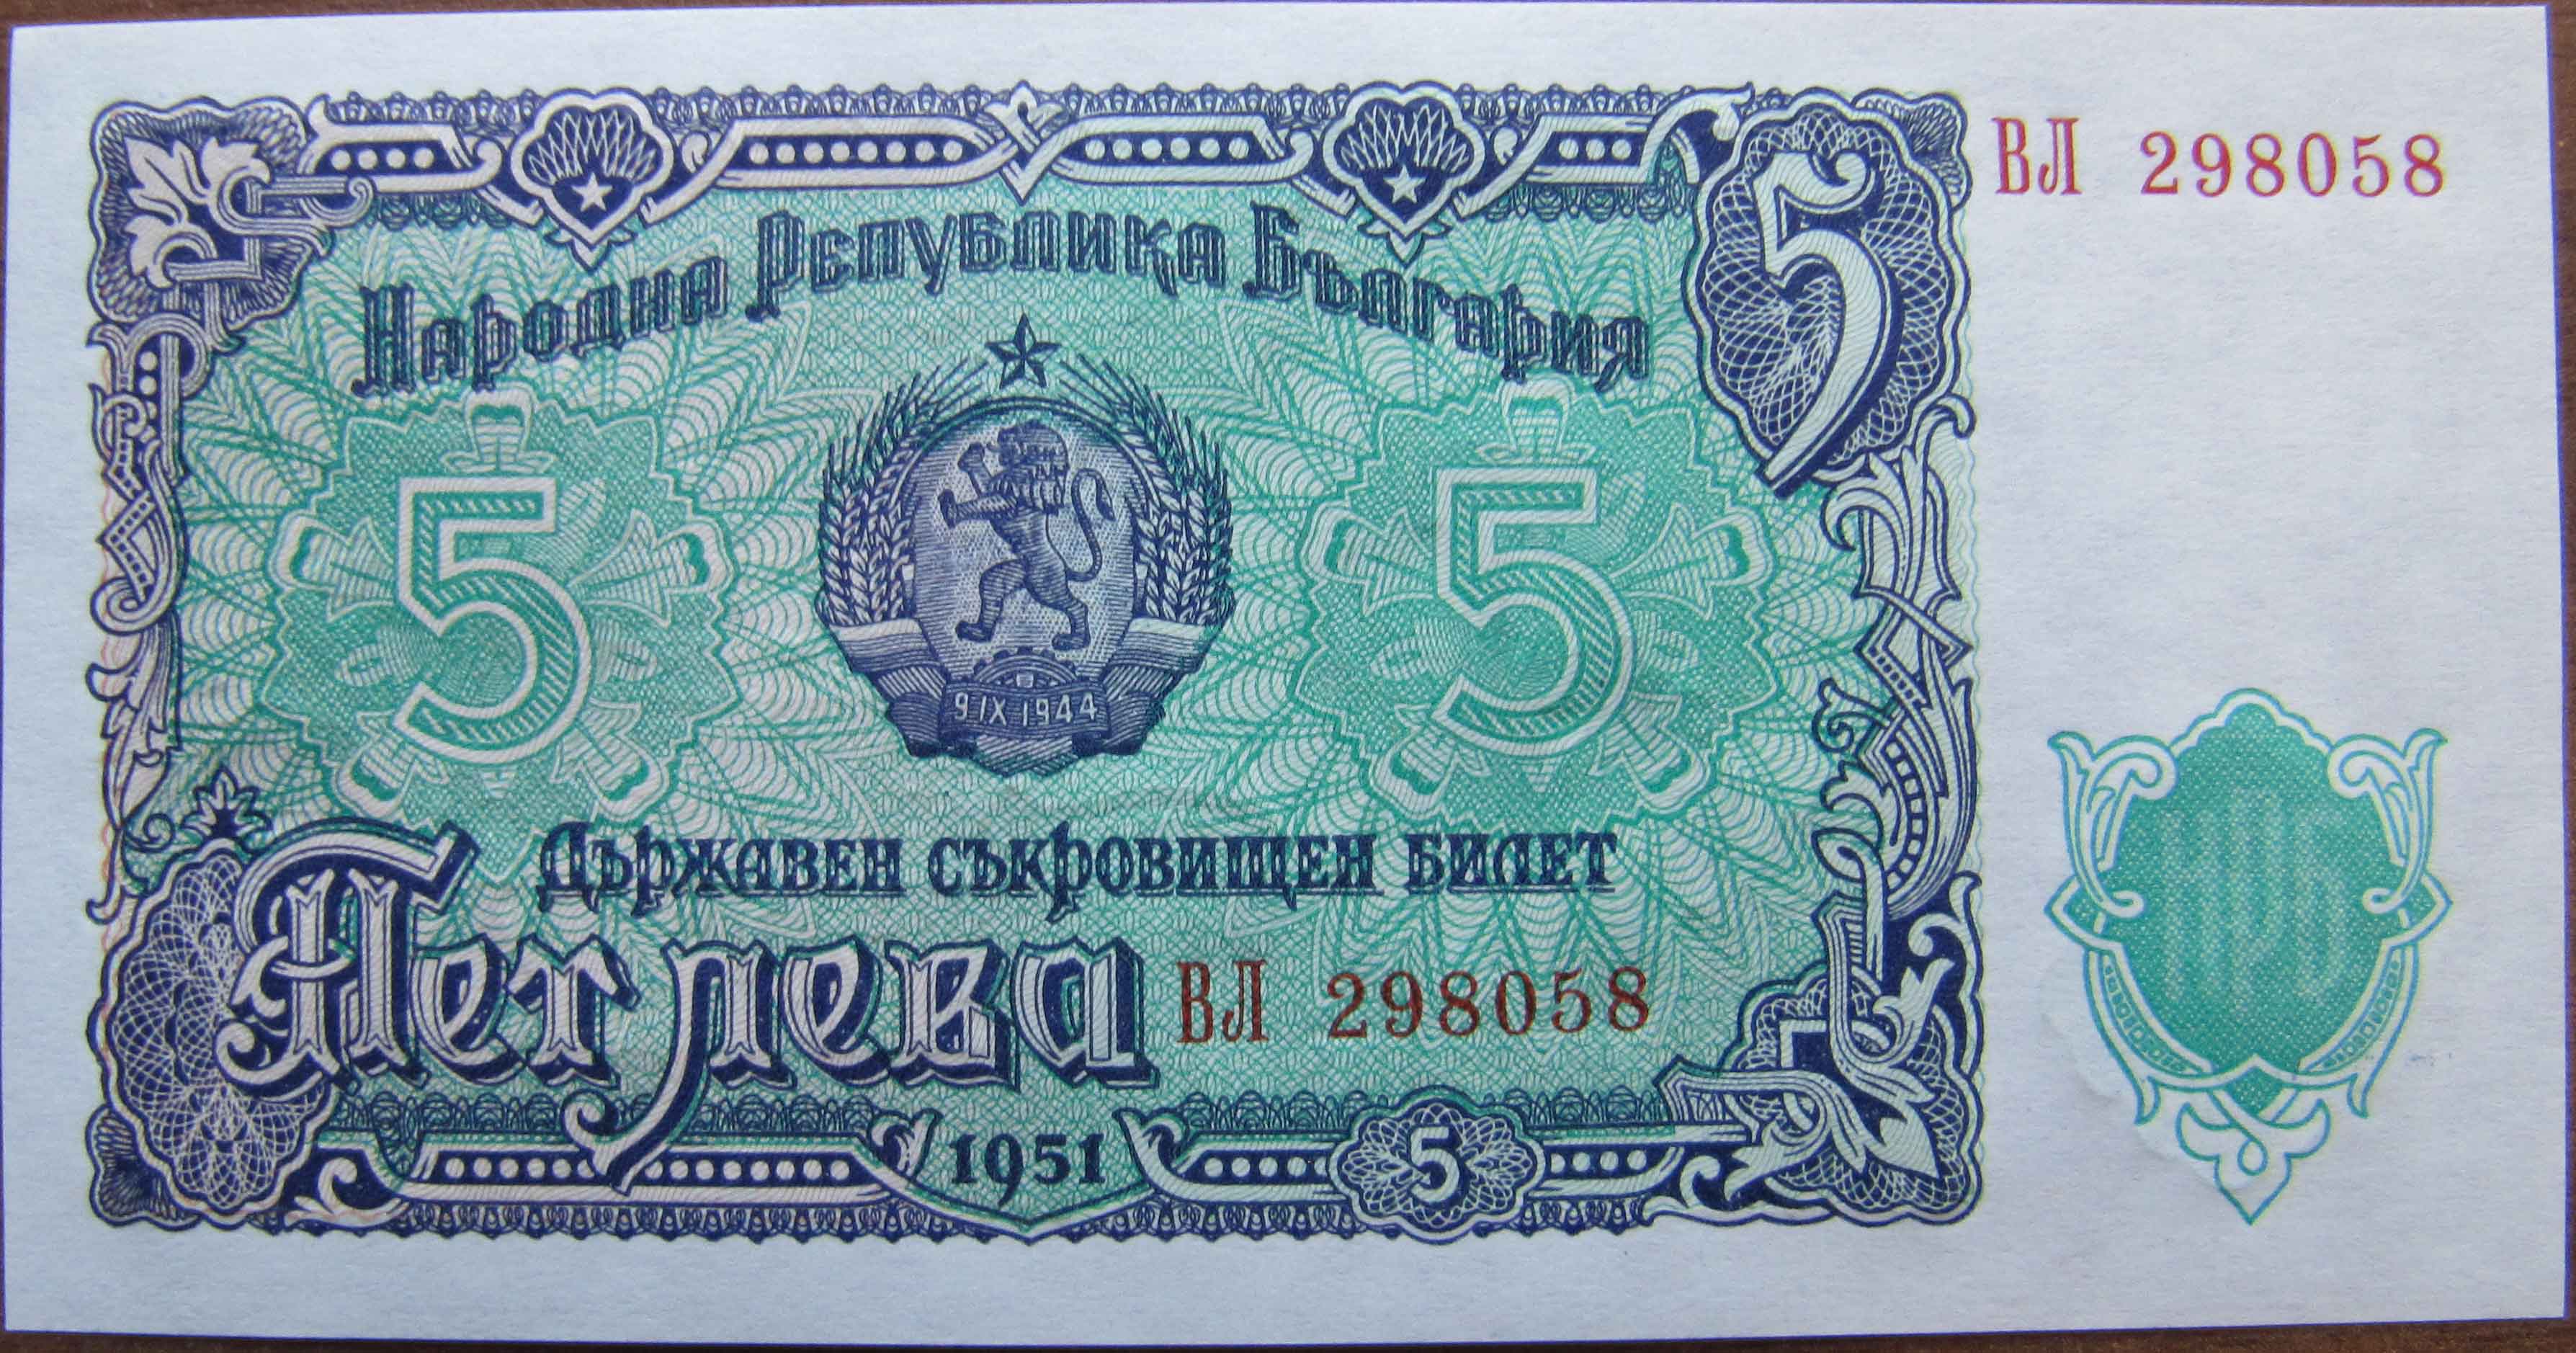 Народна Република България
ВЛ 298058
5
5
5
9 IX 1944
Държавен съкровищен билет
Пет лева
ВЛ 298058
1951
5